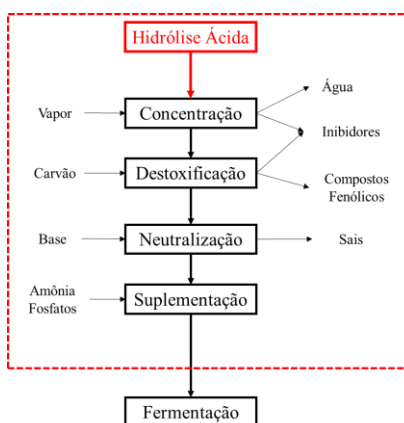 Hidrólise Ácida
Água
Vapor
Concentração
Inibidores
Carvão
Destoxificação
Compostos
Fenólicos
Base
Neutralização
Sais
Amônia
Fosfatos
Suplementação
Fermentação